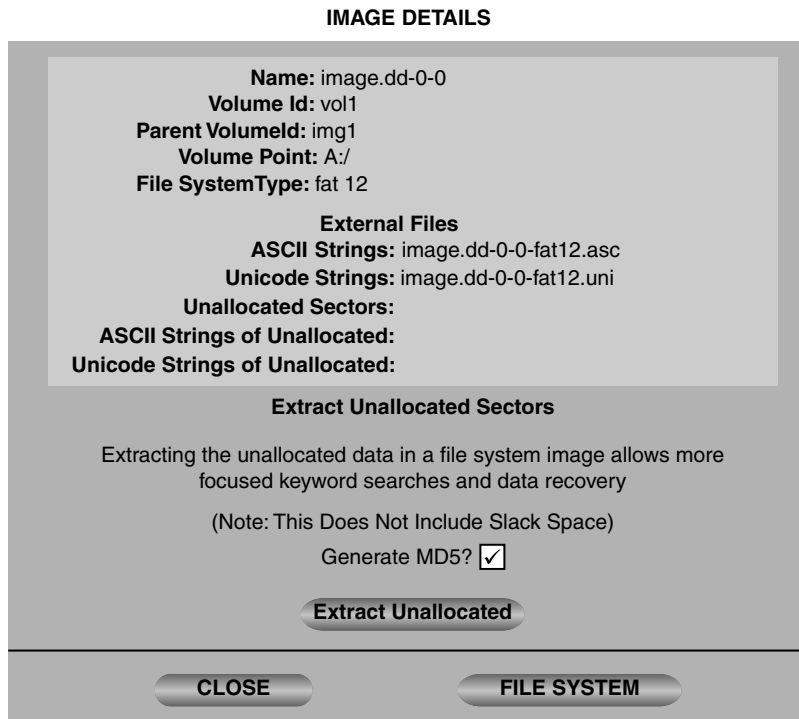 IMAGE DETAILS
Name: image.dd-0-0
Volume Id: vol1
Parent VolumeId: img1
Volume Point: A:/
File SystemType: fat 12
External Files
ASCII Strings: image.dd-0-0-fat12.asc
Unicode Strings: image.dd-0-0-fat12.uni
Unallocated Sectors:
ASCII Strings of Unallocated:
Unicode Strings of Unallocated:
Extract Unallocated Sectors
Extracting the unallocated data in a file system image allows more
focused keyword searches and data recovery
(Note: This Does Not Include Slack Space)
Generate MD5?
Extract Unallocated
CLOSE
FILE SYSTEM